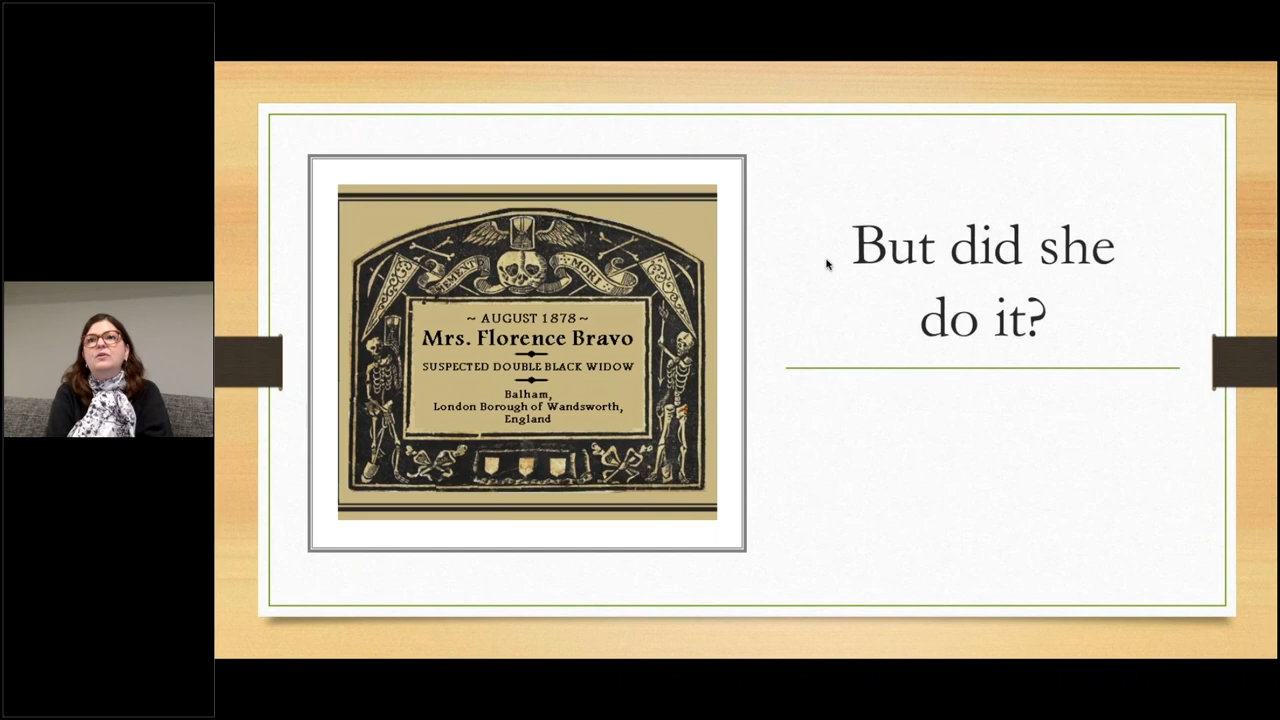 MEMENTO MORI
~ AUGUST 1878 ~
Mrs. Florence Bravo
SUSPECTED DOUBLE BLACK WIDOW
Balham,
London Borough of Wandsworth,
England
But did she
do it?